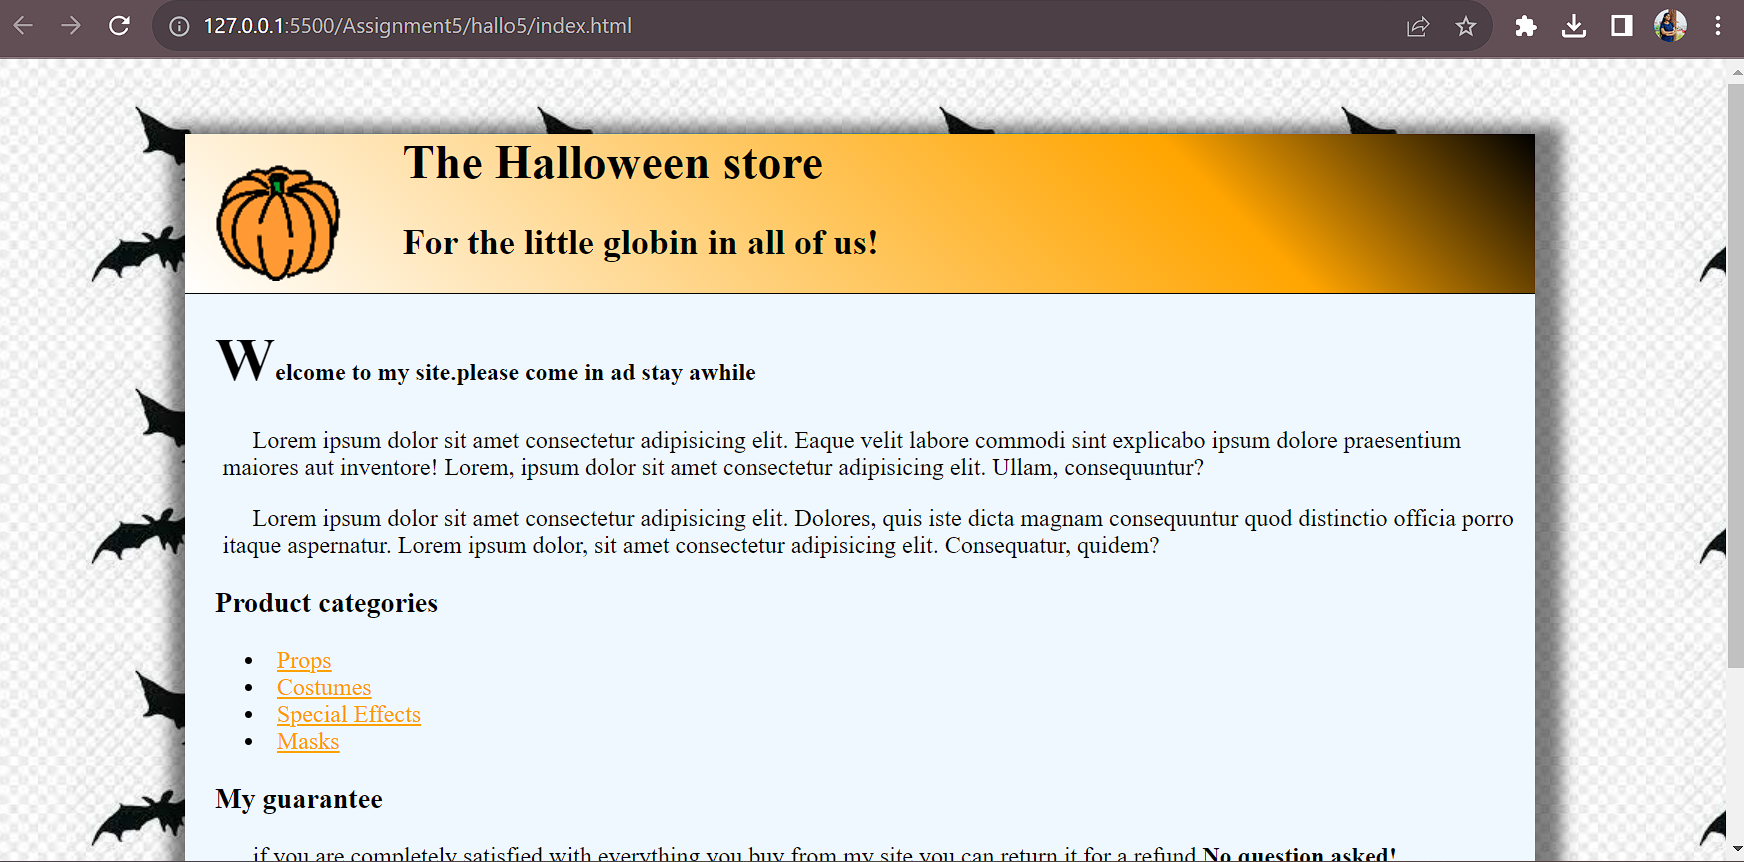 127.0.0.1:5500/Assignment5/hallo5/index.html
The Halloween store
For the little globin in all of us!
Welcome to my site.please come in ad stay awhile
Lorem ipsum dolor sit amet consectetur adipisicing elit. Eaque velit labore commodi sint explicabo ipsum dolore praesentium
maiores aut inventore! Lorem, ipsum dolor sit amet consectetur adipisicing elit. Ullam, consequuntur?
Lorem ipsum dolor sit amet consectetur adipisicing elit. Dolores, quis iste dicta magnam consequuntur quod distinctio officia porro
itaque aspernatur. Lorem ipsum dolor, sit amet consectetur adipisicing elit. Consequatur, quidem?
Product categories
Props
Costumes
Special Effects
Masks
My guarantee
if you are completely satisfied with everything you buy from my site you can return it for a refund No question asked!